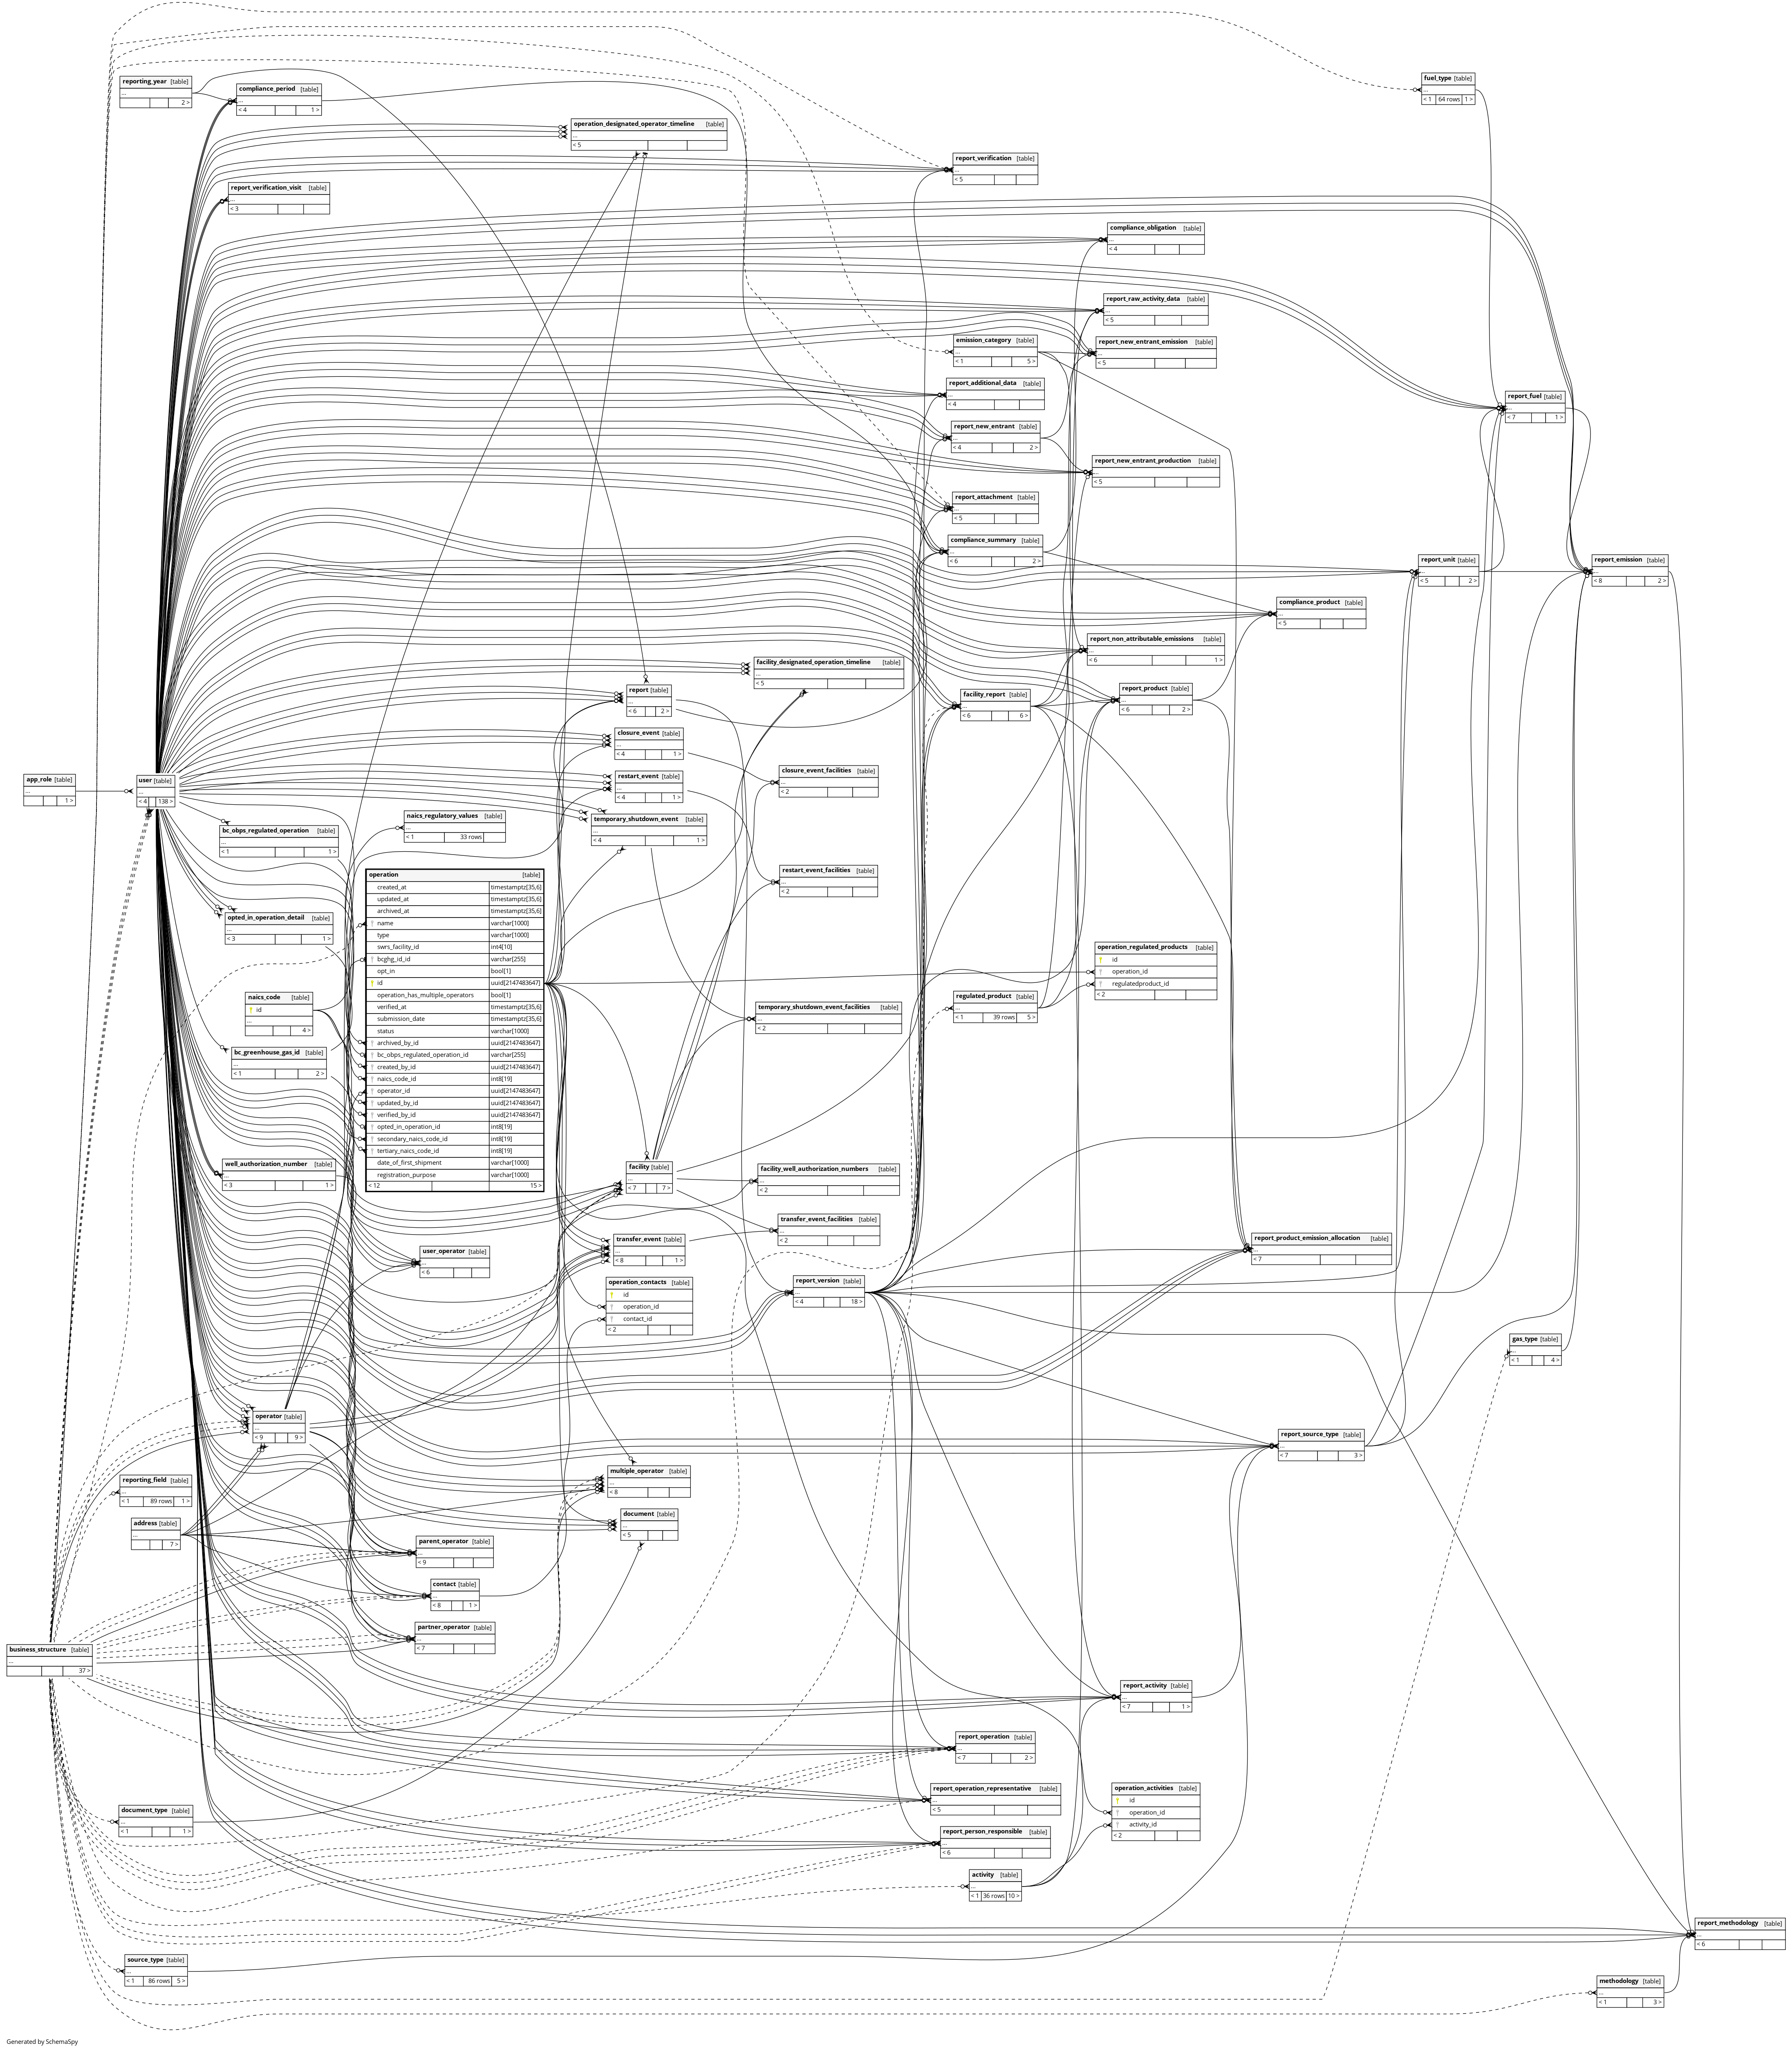 reporting_year [table]
...
2 >
compliance_period [table]
...
< 4 1 >
operation_designated_operator_timeline [table]
...
< 5
report_verification_visit [table]
...
< 3
fuel_type [table]
...
< 1 64 rows 1 >
report_verification [table]
...
< 5
compliance_obligation [table]
...
< 4
report_raw_activity_data [table]
...
< 5
emission_category [table]
...
< 1 5 >
report_new_entrant_emission [table]
...
< 5
report_additional_data [table]
...
< 4
report_new_entrant [table]
...
< 4 2 >
report_fuel [table]
...
< 7 1 >
report_new_entrant_production [table]
...
< 5
report_attachment [table]
...
< 5
compliance_summary [table]
...
< 6 2 >
report_unit [table]
...
< 5 2 >
report_emission [table]
...
< 8 2 >
compliance_product [table]
...
< 5
report_non_attributable_emissions [table]
...
< 6 1 >
facility_designated_operation_timeline [table]
...
< 5
report [table]
...
< 6 2 >
facility_report [table]
...
< 6 6 >
report_product [table]
...
< 6 2 >
closure_event [table]
...
< 4 1 >
closure_event_facilities [table]
...
< 2
restart_event [table]
...
< 4 1 >
app_role [table]
...
1 >
user [table]
...
< 4 138 >
bc_obps_regulated_operation [table]
...
< 1 1 >
naics_regulatory_values [table]
...
< 1 33 rows
temporary_shutdown_event [table]
...
< 4 1 >
restart_event_facilities [table]
...
< 2
operation [table]
created_at timestamptz[35,6]
updated_at timestamptz[35,6]
archived_at timestamptz[35,6]
name varchar[1000]
type varchar[1000]
swrs_facility_id int4[10]
bcghg_id_id varchar[255]
opt_in bool[1]
id uuid[2147483647]
operation_has_multiple_operators bool[1]
verified_at timestamptz[35,6]
submission_date timestamptz[35,6]
status varchar[1000]
archived_by_id uuid[2147483647]
bc_obps_regulated_operation_id varchar[255]
created_by_id uuid[2147483647]
naics_code_id int8[19]
operator_id uuid[2147483647]
updated_by_id uuid[2147483647]
verified_by_id uuid[2147483647]
opted_in_operation_id int8[19]
secondary_naics_code_id int8[19]
tertiary_naics_code_id int8[19]
date_of_first_shipment varchar[1000]
registration_purpose varchar[1000]
< 12 15 >
opted_in_operation_detail [table]
...
< 3 1 >
naics_code [table]
id
...
4 >
bc_greenhouse_gas_id [table]
...
< 1 2 >
well_authorization_number [table]
...
< 3 1 >
operation_regulated_products [table]
id
operation_id
regulatedproduct_id
< 2
regulated_product [table]
...
< 1 39 rows 5 >
temporary_shutdown_event_facilities [table]
...
< 2
facility [table]
...
< 7 7 >
facility_well_authorization_numbers [table]
...
< 2
transfer_event_facilities [table]
...
< 2
transfer_event [table]
...
< 8 1 >
user_operator [table]
...
< 6
report_product_emission_allocation [table]
...
< 7
operation_contacts [table]
id
operation_id
contact_id
< 2
report_version [table]
...
< 4 18 >
gas_type [table]
...
< 1 4 >
operator [table]
...
< 9 9 >
report_source_type [table]
...
< 7 3 >
reporting_field [table]
...
< 1 89 rows 1 >
multiple_operator [table]
...
< 8
address [table]
...
7 >
document [table]
...
< 5
parent_operator [table]
...
< 9
contact [table]
...
< 8 1 >
partner_operator [table]
...
< 7
business_structure [table]
...
37 >
report_activity [table]
...
< 7 1 >
report_operation [table]
...
< 7 2 >
report_operation_representative [table]
...
< 5
operation_activities [table]
id
operation_id
activity_id
< 2
document_type [table]
...
< 1 1 >
report_person_responsible [table]
...
< 6
activity [table]
...
< 1 36 rows 10 >
report_methodology [table]
...
< 6
source_type [table]
...
< 1 86 rows 5 >
methodology [table]
...
< 1 3 >
Generated by SchemaSpy